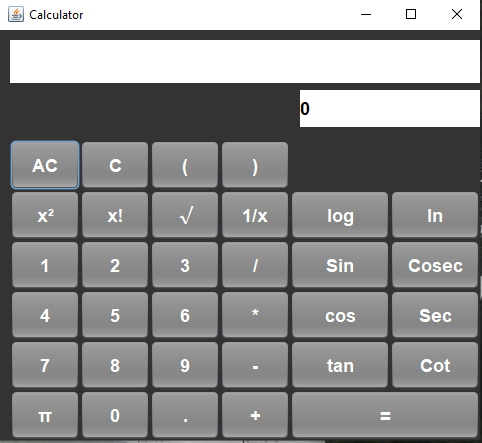 Calculator
0
AC C ( )
x² x! √ 1/x log ln
1 2 3 / Sin Cosec
4 5 6 * cos Sec
7 8 9 - tan Cot
π 0 . + =